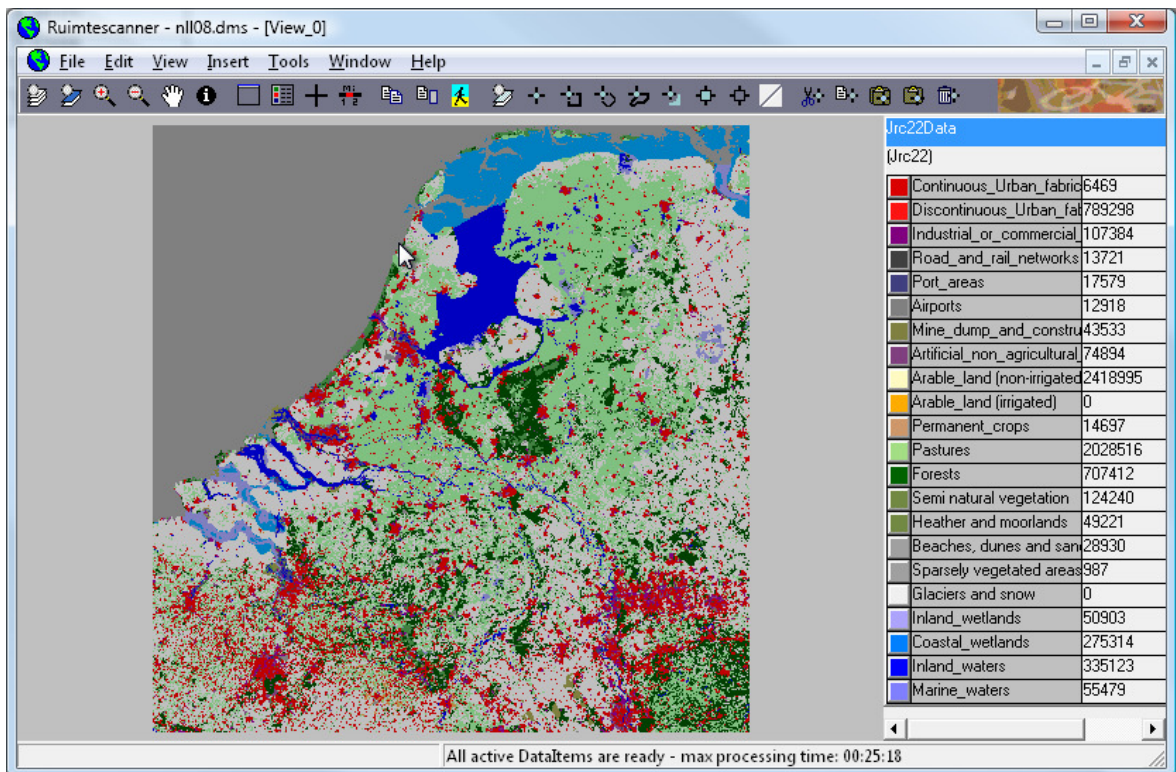 Ruimtescanner - nll08.dms - [View_0]
File Edit View Insert Tools Window Help
Jrc22Data
(Jrc22)
Continuous_Urban_fabric 6469
Discontinuous_Urban_fab 789298
Industrial_or_commercial_ 107384
Road_and_rail_networks 13721
Port_areas 17579
Airports 12918
Mine_dump_and_constru 43533
Artificial_non_agricultural_ 74894
Arable_land (non-irrigated 2418995
Arable_land (irrigated) 0
Permanent_crops 14697
Pastures 2028516
Forests 707412
Semi natural vegetation 124240
Heather and moorlands 49221
Beaches, dunes and san 28930
Sparsely vegetated areas 987
Glaciers and snow 0
Inland_wetlands 50903
Coastal_wetlands 275314
Inland_waters 335123
Marine_waters 55479
All active DataItems are ready - max processing time: 00:25:18